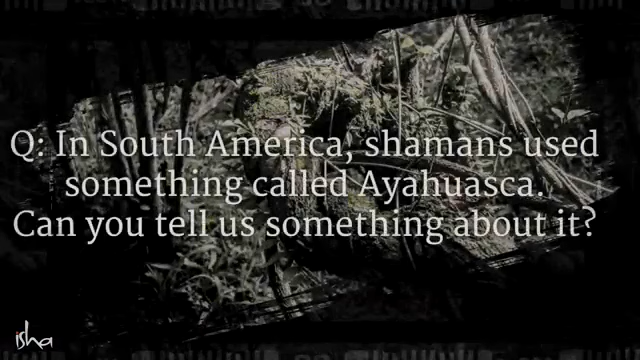 Q: In South America, shamans used
something called Ayahuasca.
Can you tell us something about it?
isha